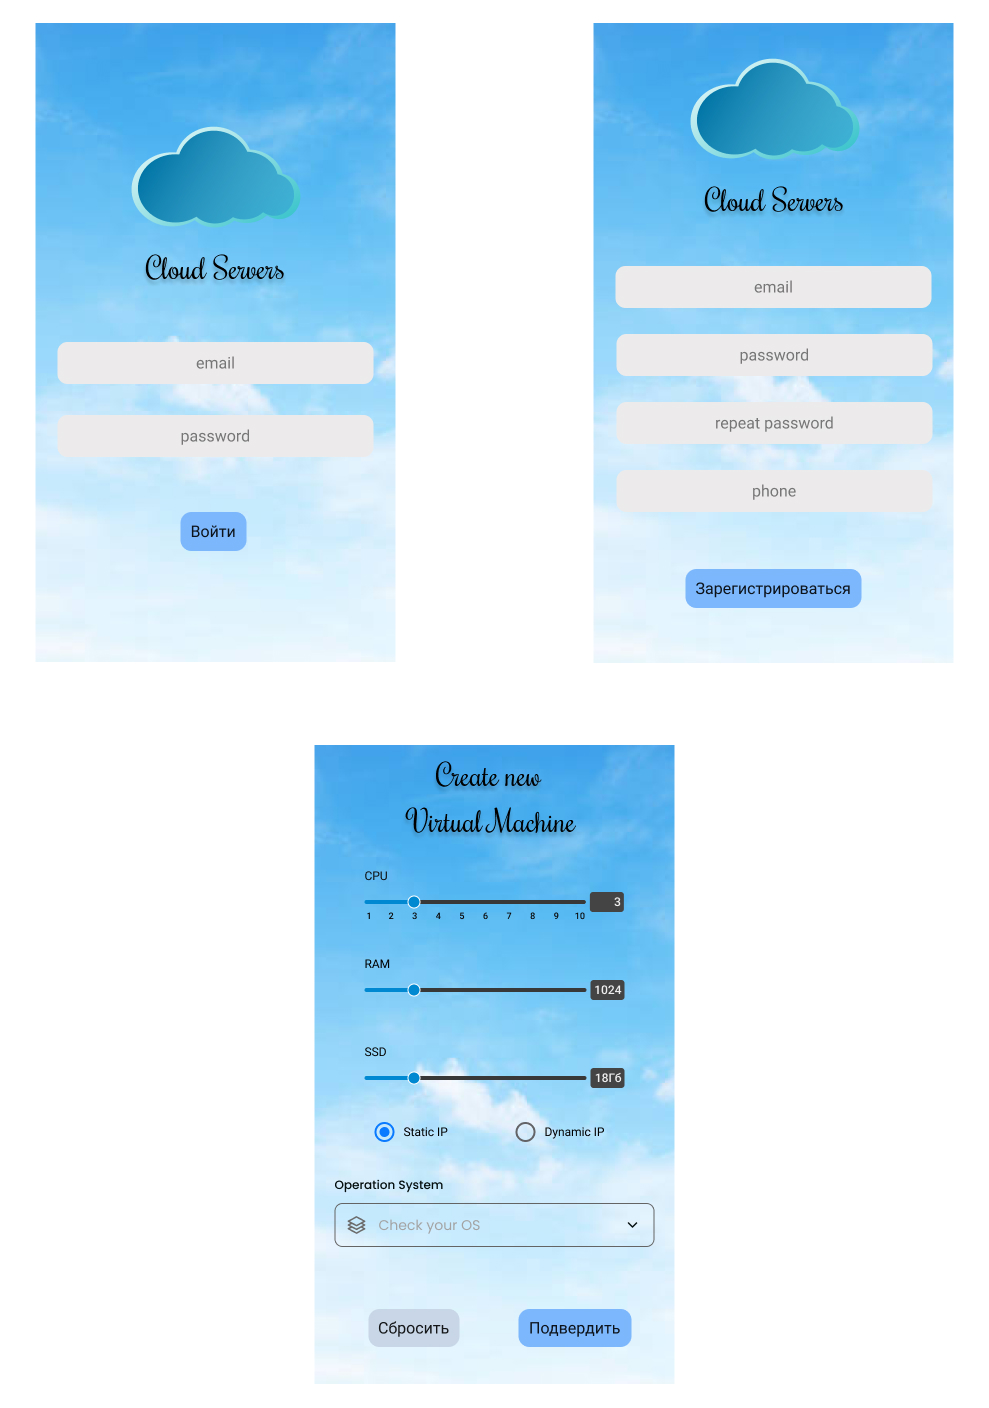 Cloud Servers
email
password
Войти
Cloud Servers
email
password
repeat password
phone
Зарегистрироваться
Create new
Virtual Machine
CPU
3
1 2 3 4 5 6 7 8 9 10
RAM
1024
SSD
18Гб
Static IP
Dynamic IP
Operation System
Check your OS
Сбросить
Подвердить